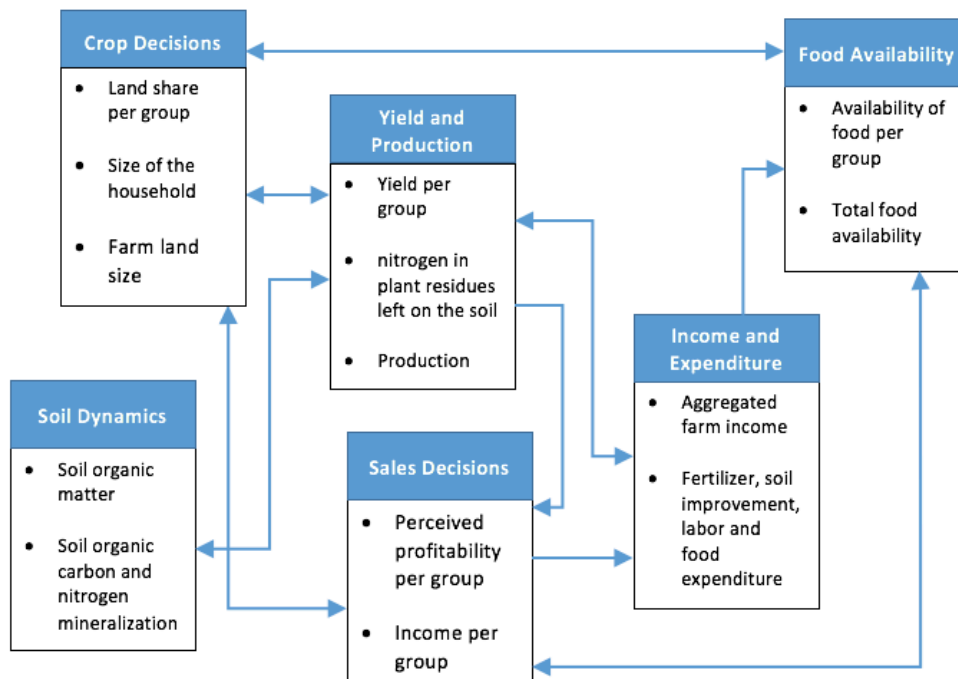 Crop Decisions
Land share
per group
Size of the
household
Farm land
size
Yield and
Production
Yield per
group
nitrogen in
plant residues
left on the soil
Production
Food Availability
Availability of
food per
group
Total food
availability
Soil Dynamics
Soil organic
matter
Soil organic
carbon and
nitrogen
mineralization
Sales Decisions
Perceived
profitability
per group
Income per
group
Income and
Expenditure
Aggregated
farm income
Fertilizer, soil
improvement,
labor and
food
expenditure